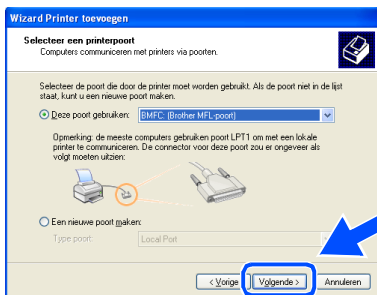 Wizard Printer toevoegen
Selecteer een printerpoort
Computers communiceren met printers via poorten.
Selecteer de poort die door de printer moet worden gebruikt. Als de poort niet in de lijst
staat, kunt u een nieuwe poort maken.
Deze poort gebruiken: BMFC: (Brother MFL-poort)
Opmerking: de meeste computers gebruiken poort LPT1 om met een lokale
printer te communiceren. De connector voor deze poort zou er ongeveer als
volgt moeten uitzien:
Een nieuwe poort maken:
Type poort: Local Port
< Vorige Volgende > Annuleren